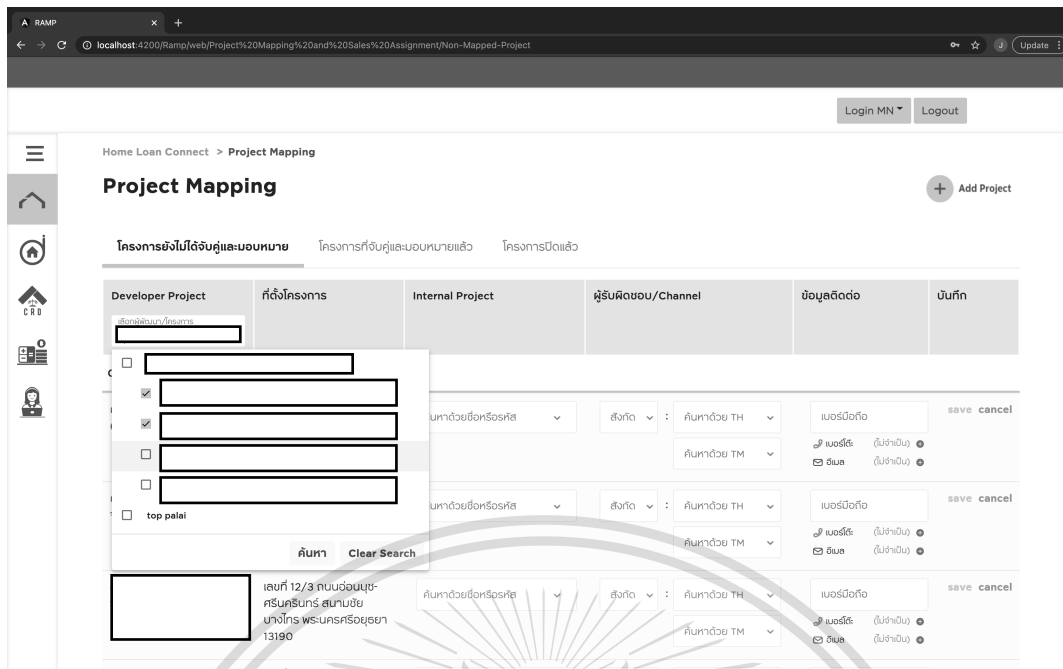 RAMP
localhost:4200/Ramp/web/Project%20Mapping%20and%20Sales%20Assignment/Non-Mapped-Project
J Update
Login MN Logout
Home Loan Connect > Project Mapping
Project Mapping
Add Project
โครงการยังไม่ได้จับคู่และมอบหมาย โครงการที่จับคู่และมอบหมายแล้ว โครงการปิดแล้ว
Developer Project ที่ตั้งโครงการ Internal Project ผู้รับผิดชอบ/Channel ข้อมูลติดต่อ บันทึก
เลือกผู้พัฒนา/โครงการ
CRD
ค้นหาด้วยชื่อหรือรหัส สังกัด : ค้นหาด้วย TH เบอร์มือถือ save cancel
ค้นหาด้วย TM
เบอร์โต๊ะ (ไม่จำเป็น)
อีเมล (ไม่จำเป็น)
ค้นหาด้วยชื่อหรือรหัส สังกัด : ค้นหาด้วย TH เบอร์มือถือ save cancel
top palai
ค้นหาด้วย TM
เบอร์โต๊ะ (ไม่จำเป็น)
อีเมล (ไม่จำเป็น)
ค้นหา Clear Search
เลขที่ 12/3 ถนนอ่อนนุช-
ศรีนครินทร์ สนามชัย
บางไทร พระนครศรีอยุธยา
13190
ค้นหาด้วยชื่อหรือรหัส สังกัด : ค้นหาด้วย TH เบอร์มือถือ save cancel
ค้นหาด้วย TM
เบอร์โต๊ะ (ไม่จำเป็น)
อีเมล (ไม่จำเป็น)